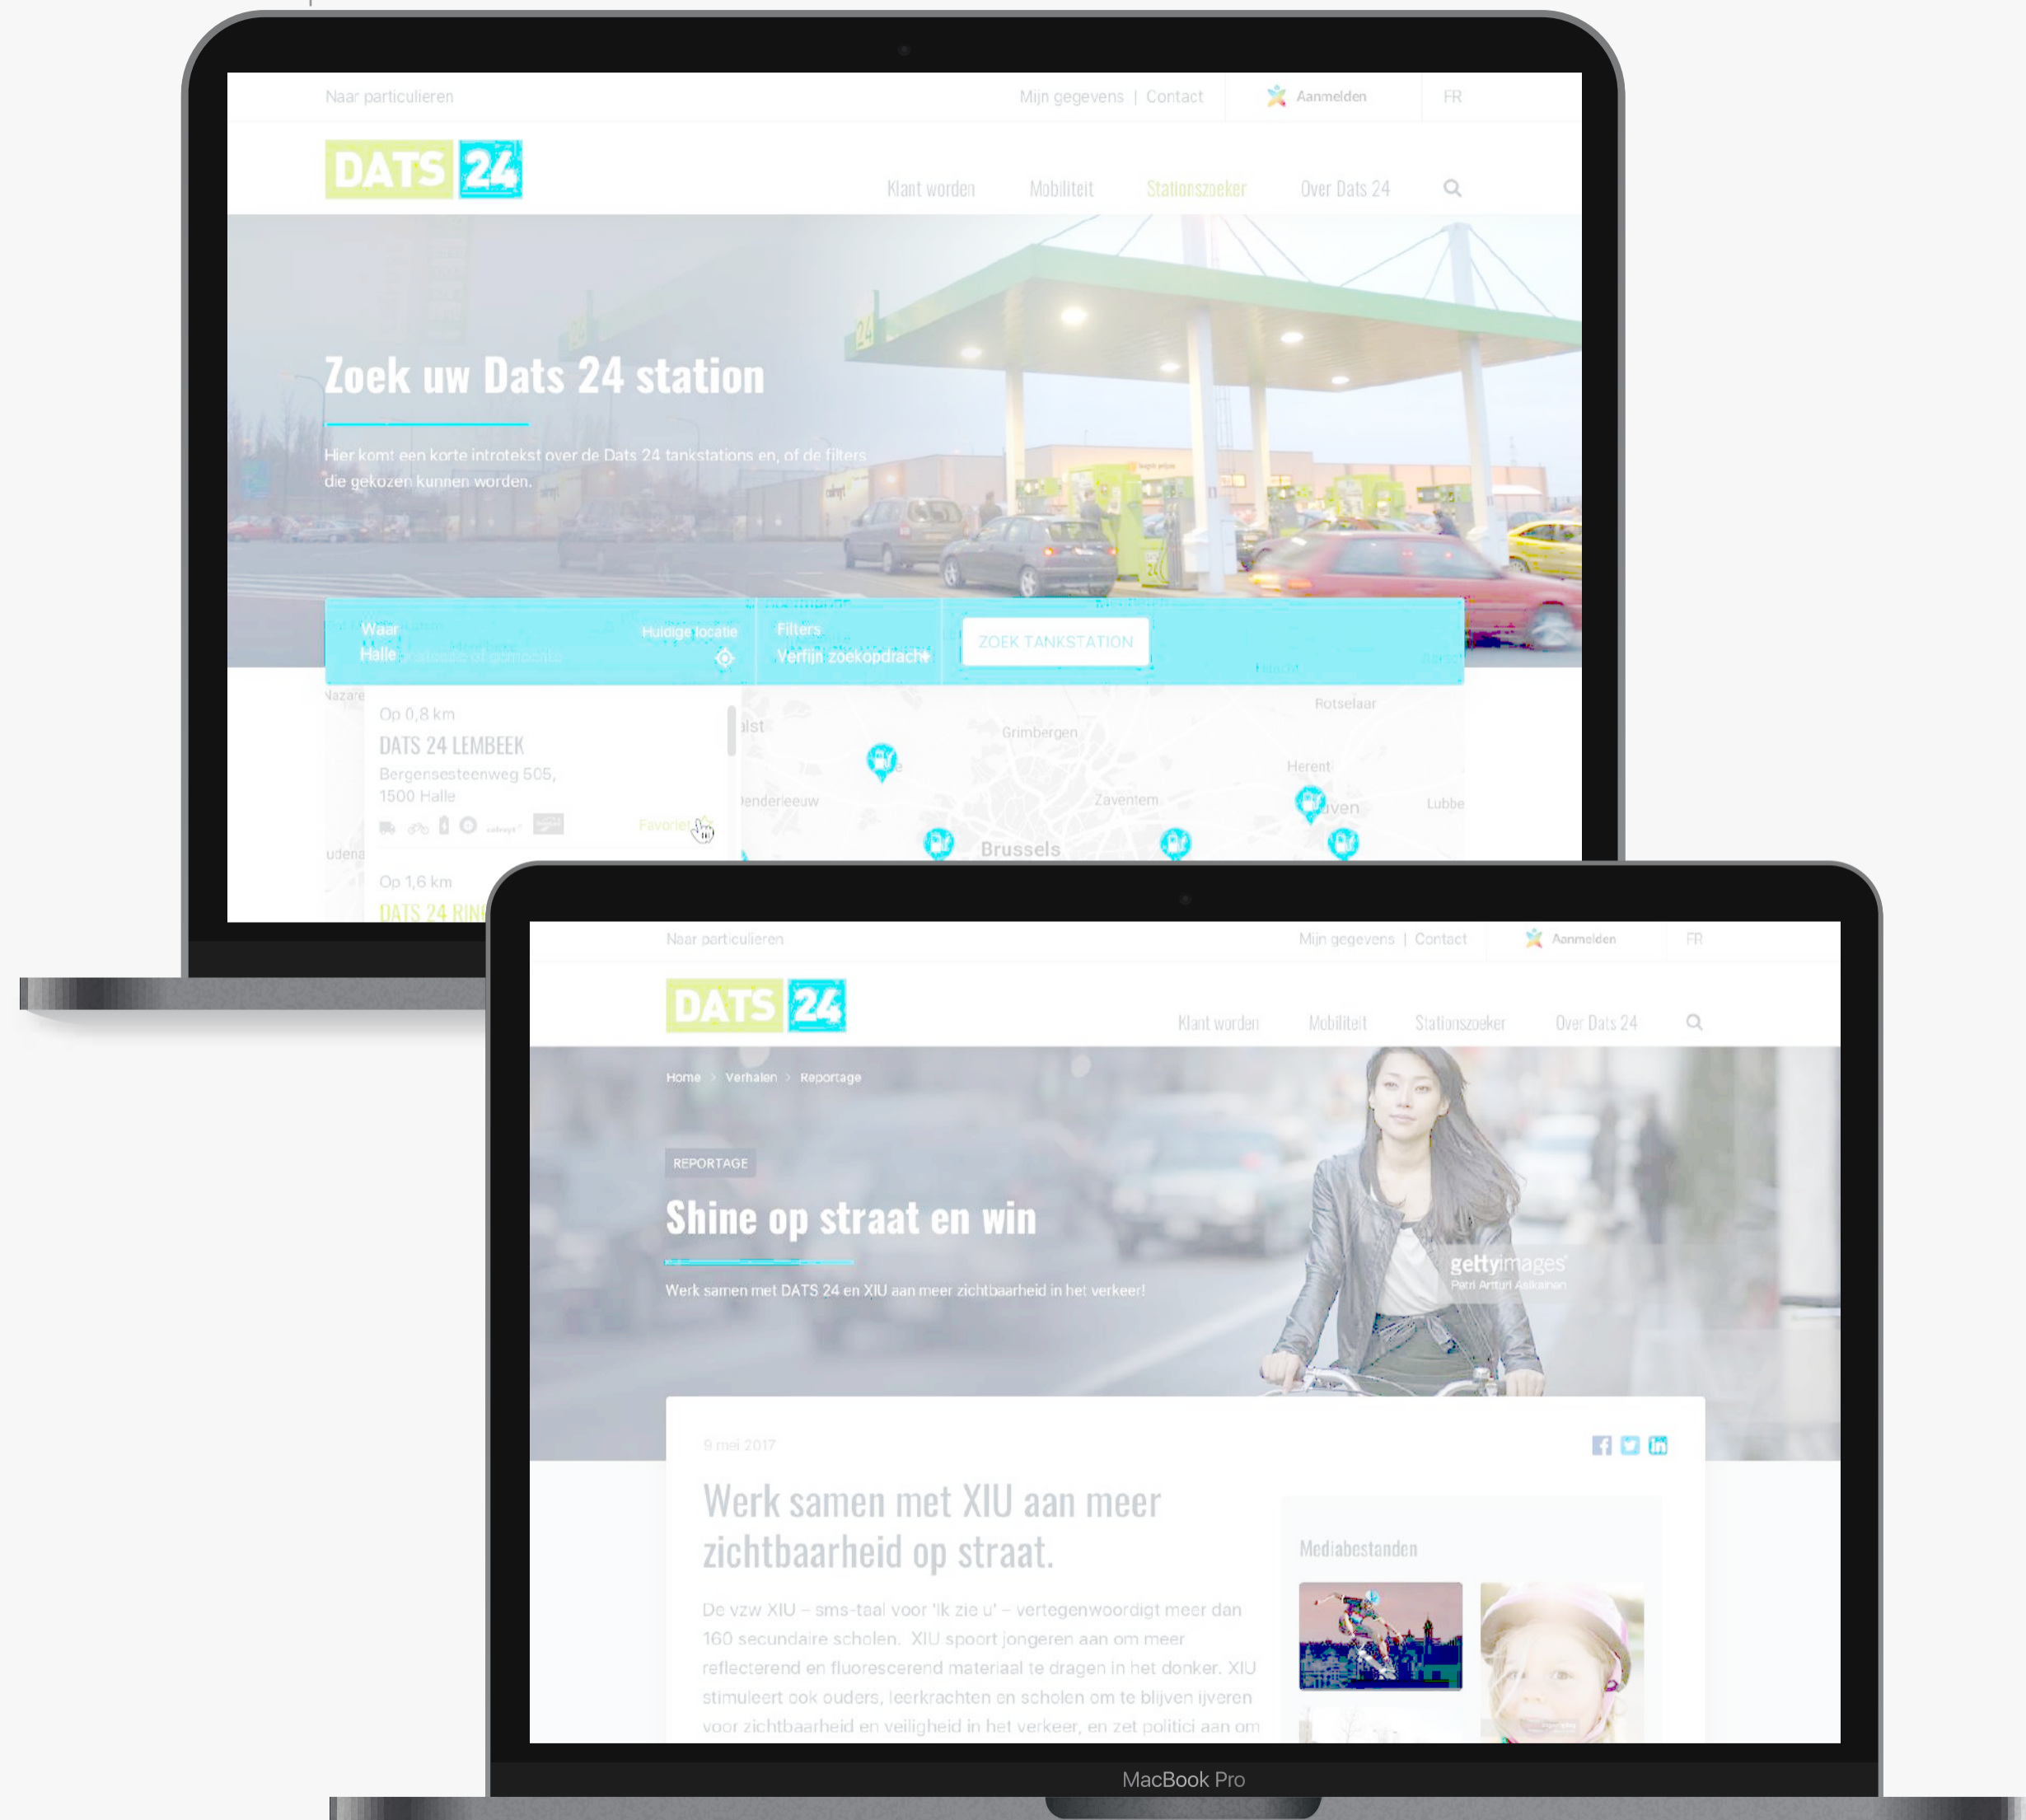 Naar particulieren
Mijn gegevens | Contact
Aanmelden
FR
DATS 24
Klant worden
Mobiliteit
Stationszoeker
Over Dats 24
Zoek uw Dats 24 station
Hier komt een korte introtekst over de Dats 24 tankstations en, of de filters
die gekozen kunnen worden.
Waar
Huidige locatie
Halle
Filters
Verfijn zoekopdracht
ZOEK TANKSTATION
Op 0,8 km
DATS 24 LEMBEEK
Bergensesteenweg 505,
1500 Halle
colruyt
Favoriet
Op 1,6 km
DATS 24 RING
Rotselaar
Grimbergen
Herent
Zaventem
Lubbe
Brussels
Naar particulieren
Mijn gegevens | Contact
Aanmelden
FR
DATS 24
Klant worden
Mobiliteit
Stationszoeker
Over Dats 24
Home > Verhalen > Reportage
REPORTAGE
Shine op straat en win
Werk samen met DATS 24 en XIU aan meer zichtbaarheid in het verkeer!
gettyimages
Petri Artturi Asikainen
9 mei 2017
Werk samen met XIU aan meer
zichtbaarheid op straat.
De vzw XIU – sms-taal voor 'Ik zie u' – vertegenwoordigt meer dan
160 secundaire scholen. XIU spoort jongeren aan om meer
reflecterend en fluorescerend materiaal te dragen in het donker. XIU
stimuleert ook ouders, leerkrachten en scholen om te blijven ijveren
voor zichtbaarheid en veiligheid in het verkeer, en zet politici aan om
Mediabestanden
MacBook Pro